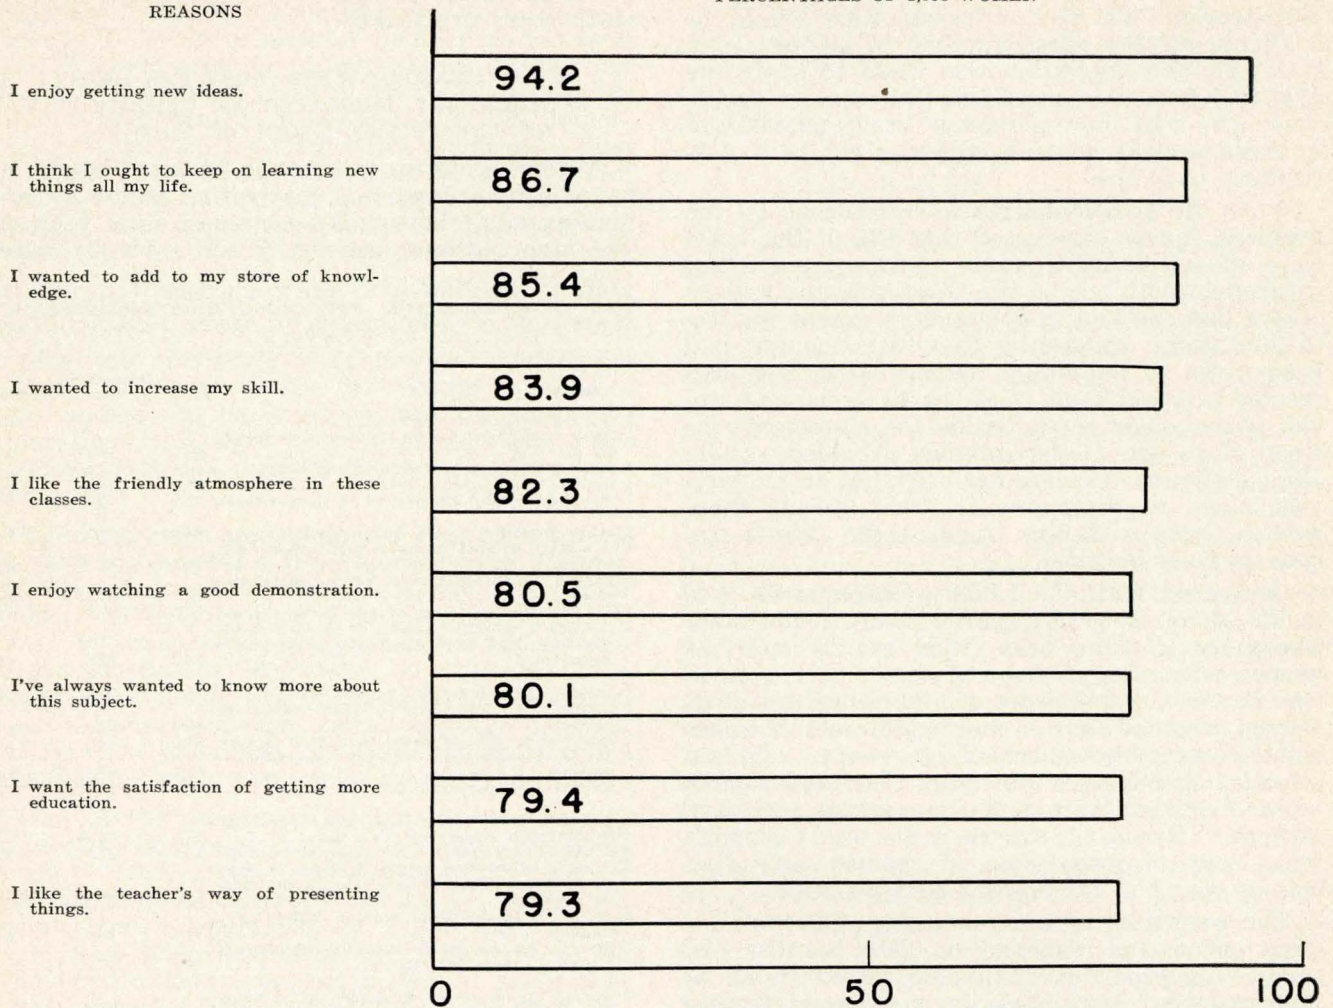 REASONS
I enjoy getting new ideas.
94.2
I think I ought to keep on learning new
things all my life.
86.7
I wanted to add to my store of knowl-
edge.
85.4
I wanted to increase my skill.
83.9
I like the friendly atmosphere in these
classes.
82.3
I enjoy watching a good demonstration.
80.5
I've always wanted to know more about
this subject.
80.1
I want the satisfaction of getting more
education.
79.4
I like the teacher's way of presenting
things.
79.3
0 50 100